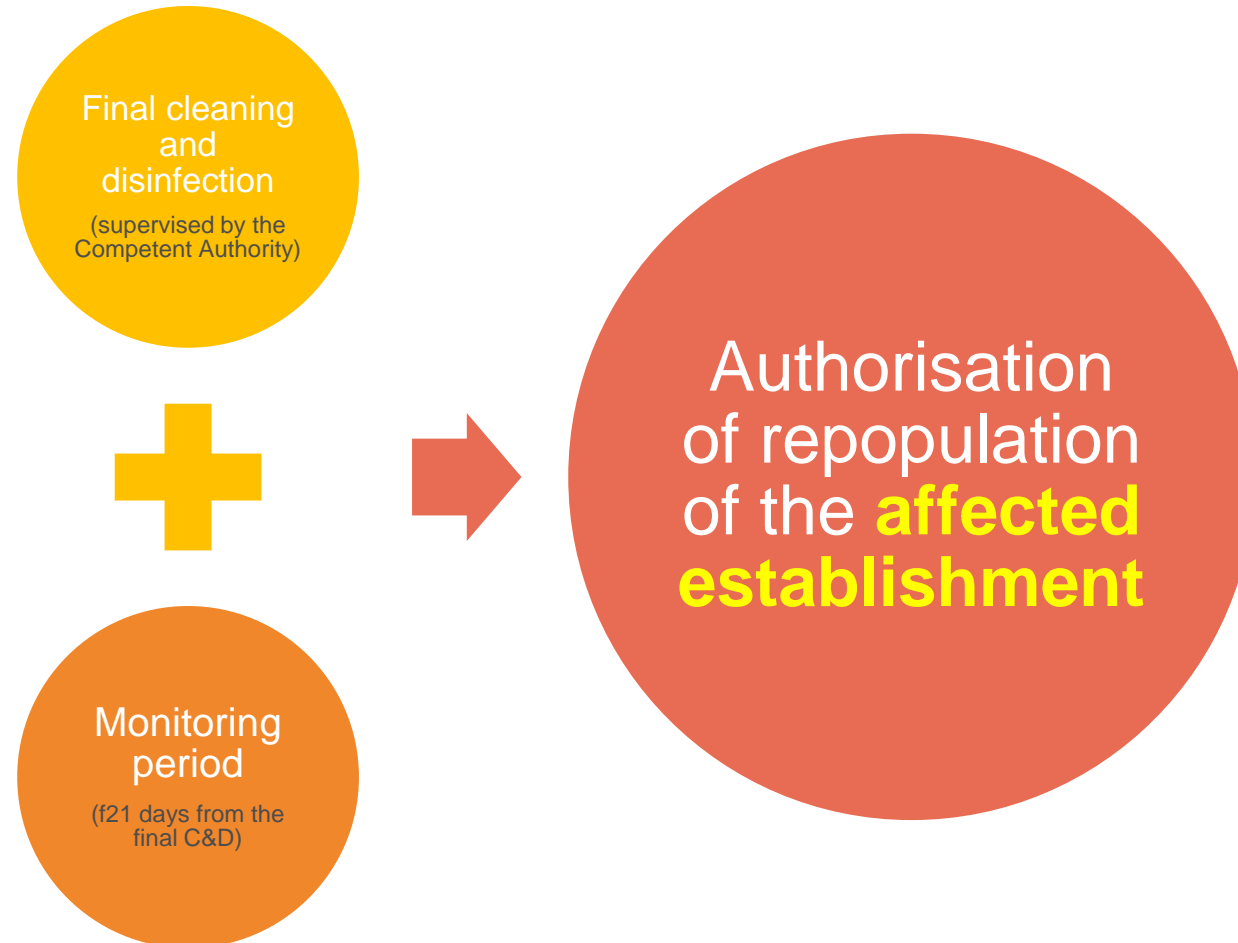 Final cleaning
and
disinfection
(supervised by the
Competent Authority)
Monitoring
period
(f21 days from the
final C&D)
Authorisation
of repopulation
of the affected
establishment